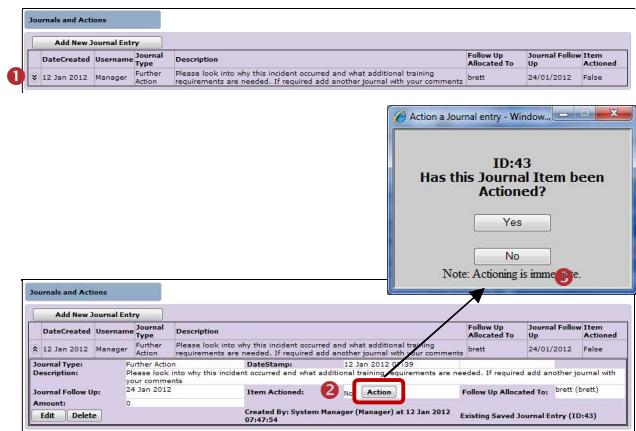 Journals and Actions
Add New Journal Entry
DateCreated Username Journal Type Description Follow Up Allocated To Journal Follow Up Item Actioned
1 12 Jan 2012 Manager Further Action Please look into why this incident occurred and what additional training requirements are needed. If required add another journal with your comments brett 24/01/2012 False
Action a Journal entry - Window...
ID:43
Has this Journal Item been
Actioned?
Yes
No
Note: Actioning is
3
Journals and Actions
Add New Journal Entry
DateCreated Username Journal Type Description Follow Up Allocated To Journal Follow Up Item Actioned
12 Jan 2012 Manager Further Action Please look into why this incident occurred and what additional training requirements are needed. If required add another journal with your comments brett 24/01/2012 False
Journal Type: Further Action DateStamp: 12 Jan 2012 07:39
Description: Please look into why this incident occurred and what additional training requirements are needed. If required add another journal with
your comments
Journal Follow Up: 24 Jan 2012 Item Actioned: 2 No Action Follow Up Allocated To: brett (brett)
Amount: 0
Edit Delete Created By: System Manager (Manager) at 12 Jan 2012 07:47:54 Existing Saved Journal Entry (ID:43)